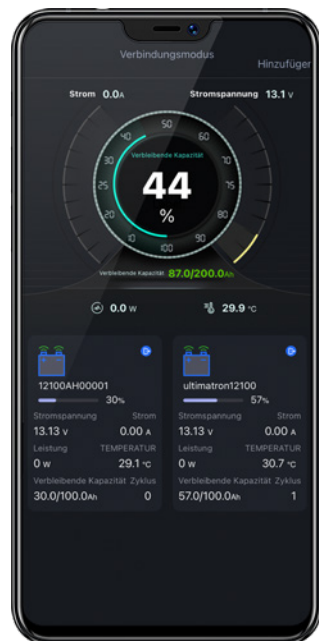 Verbindungsmodus
Hinzufüger
Strom 0.0A Stromspannung 13.1 V
50
40 60
30 70
25 75
20 80
10 90
100
Verbleibende Kapazität
44
%
Verbleibende Kapazität 87.0/200.0Ah
0.0 W 29.9 °C
12100AH00001 ultimatron12100
30% 57%
Stromspannung Strom Stromspannung Strom
13.13 V 0.00 A 13.13 V 0.00 A
Leistung TEMPERATUR Leistung TEMPERATUR
0 W 29.1 °C 0 W 30.7 °C
Verbleibende Kapazität Zyklus Verbleibende Kapazität Zyklus
30.0/100.0Ah 0 57.0/100.0Ah 1